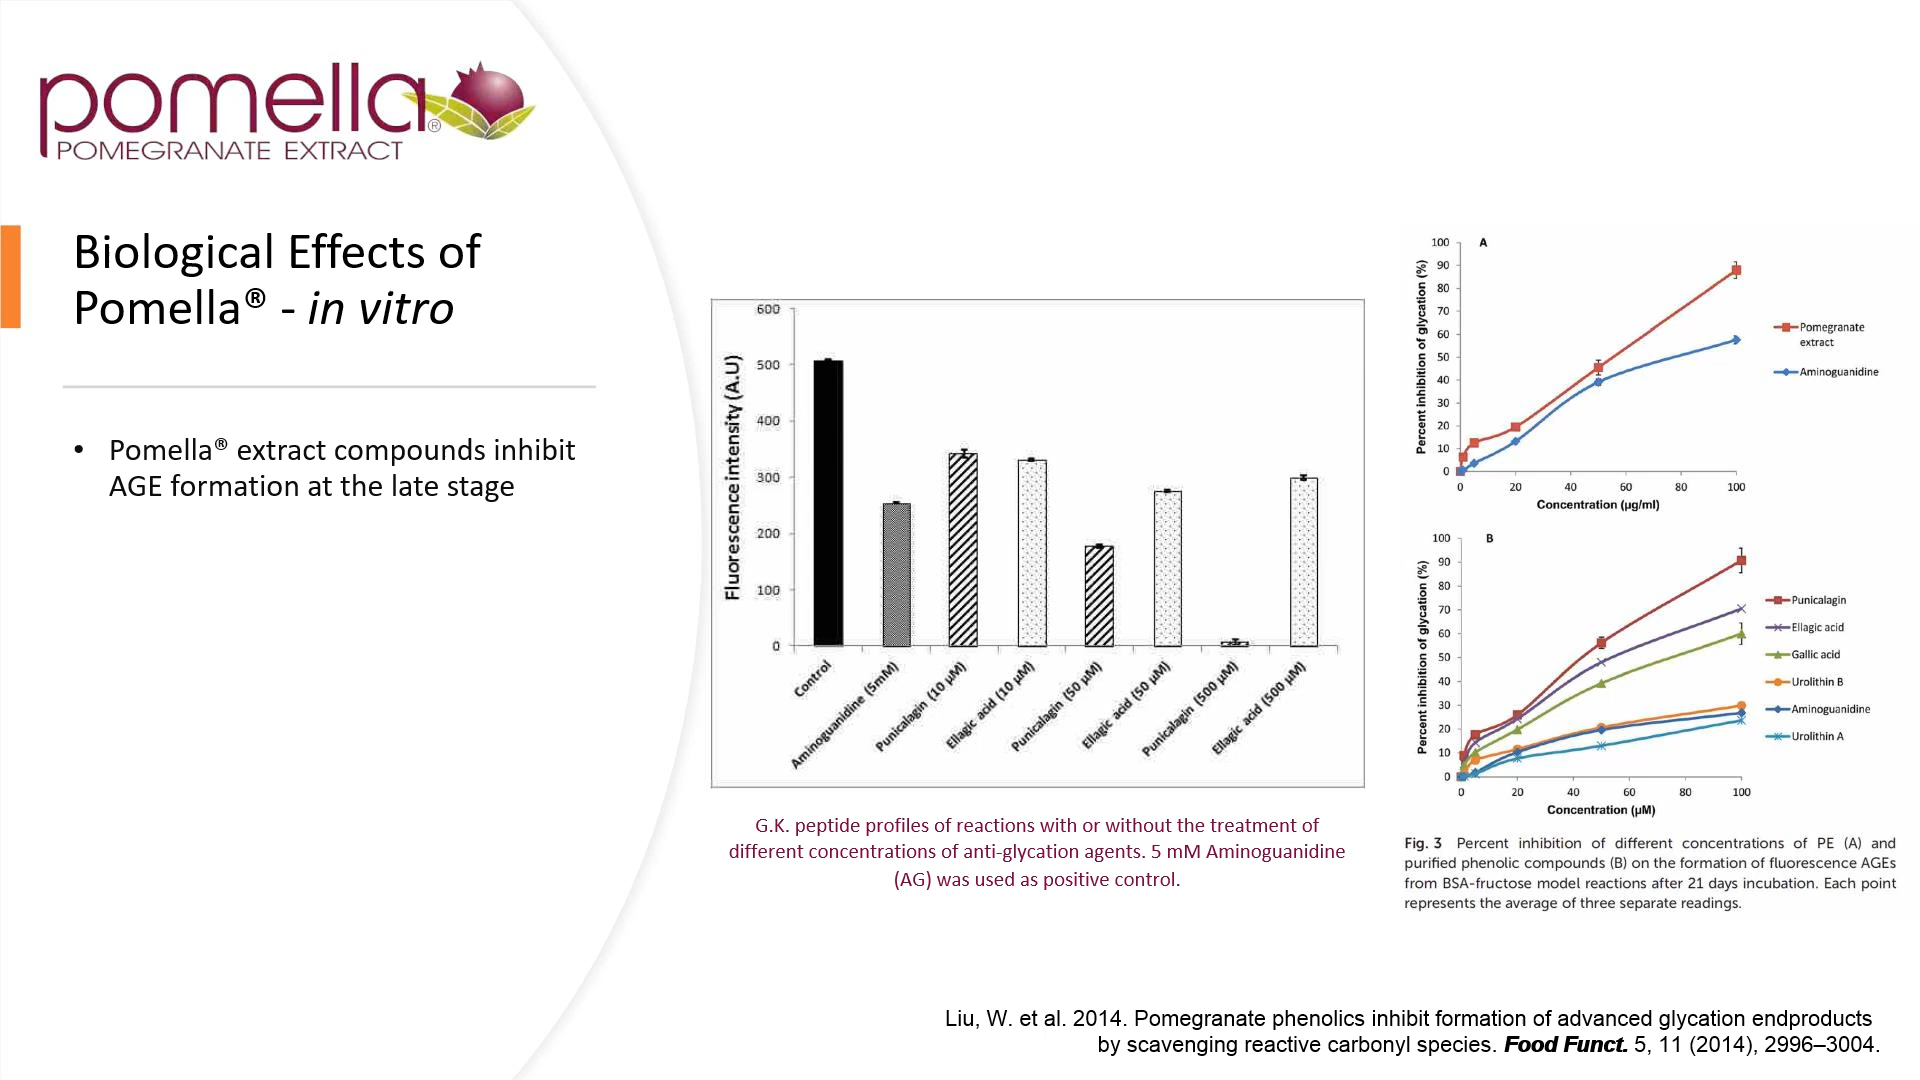 pomella®
POMEGRANATE EXTRACT
Biological Effects of
Pomella® - in vitro
• Pomella® extract compounds inhibit
AGE formation at the late stage
Fluorescence intensity (A.U)
600
500
400
300
200
100
0
Control
Aminoguanidine (5mM)
Punicalagin (10 µM)
Ellagic acid (10 µM)
Punicalagin (50 µM)
Ellagic acid (50 µM)
Punicalagin (500 µM)
Ellagic acid (500 µM)
G.K. peptide profiles of reactions with or without the treatment of
different concentrations of anti-glycation agents. 5 mM Aminoguanidine
(AG) was used as positive control.
A
Percent inhibition of glycation (%)
100
90
80
70
60
50
40
30
20
10
0
0 20 40 60 80 100
Concentration (µg/ml)
Pomegranate
extract
Aminoguanidine
B
Percent inhibition of glycation (%)
100
90
80
70
60
50
40
30
20
10
0
0 20 40 60 80 100
Concentration (µM)
Punicalagin
Ellagic acid
Gallic acid
Urolithin B
Aminoguanidine
Urolithin A
Fig. 3 Percent inhibition of different concentrations of PE (A) and
purified phenolic compounds (B) on the formation of fluorescence AGEs
from BSA-fructose model reactions after 21 days incubation. Each point
represents the average of three separate readings.
Liu, W. et al. 2014. Pomegranate phenolics inhibit formation of advanced glycation endproducts
by scavenging reactive carbonyl species. Food Funct. 5, 11 (2014), 2996–3004.